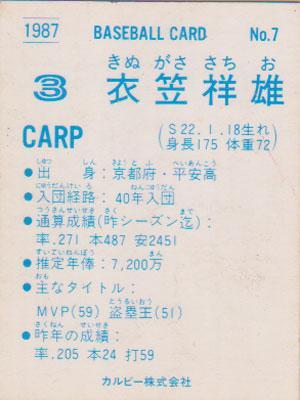 1987 BASEBALL CARD No.7
きぬ がさ さち お
3 衣笠祥雄
CARP (S22.1.18生れ
身長175 体重72)
しゅつ しん きょうと ふ へいあんこう
●出身：京都府・平安高
にゅうだんけいろ ねんにゅうだん
●入団経路：40年入団
つうさんせいせき さく まで
●通算成績(昨シーズン迄)：
率.271 本487 安2451
すいていねんぽう まん
●推定年俸：7,200万
おも
●主なタイトル：
とうるいおう
MVP(59) 盗塁王(51)
さくねん せいせき
●昨年の成績：
率.205 本24 打59
カルビー株式会社